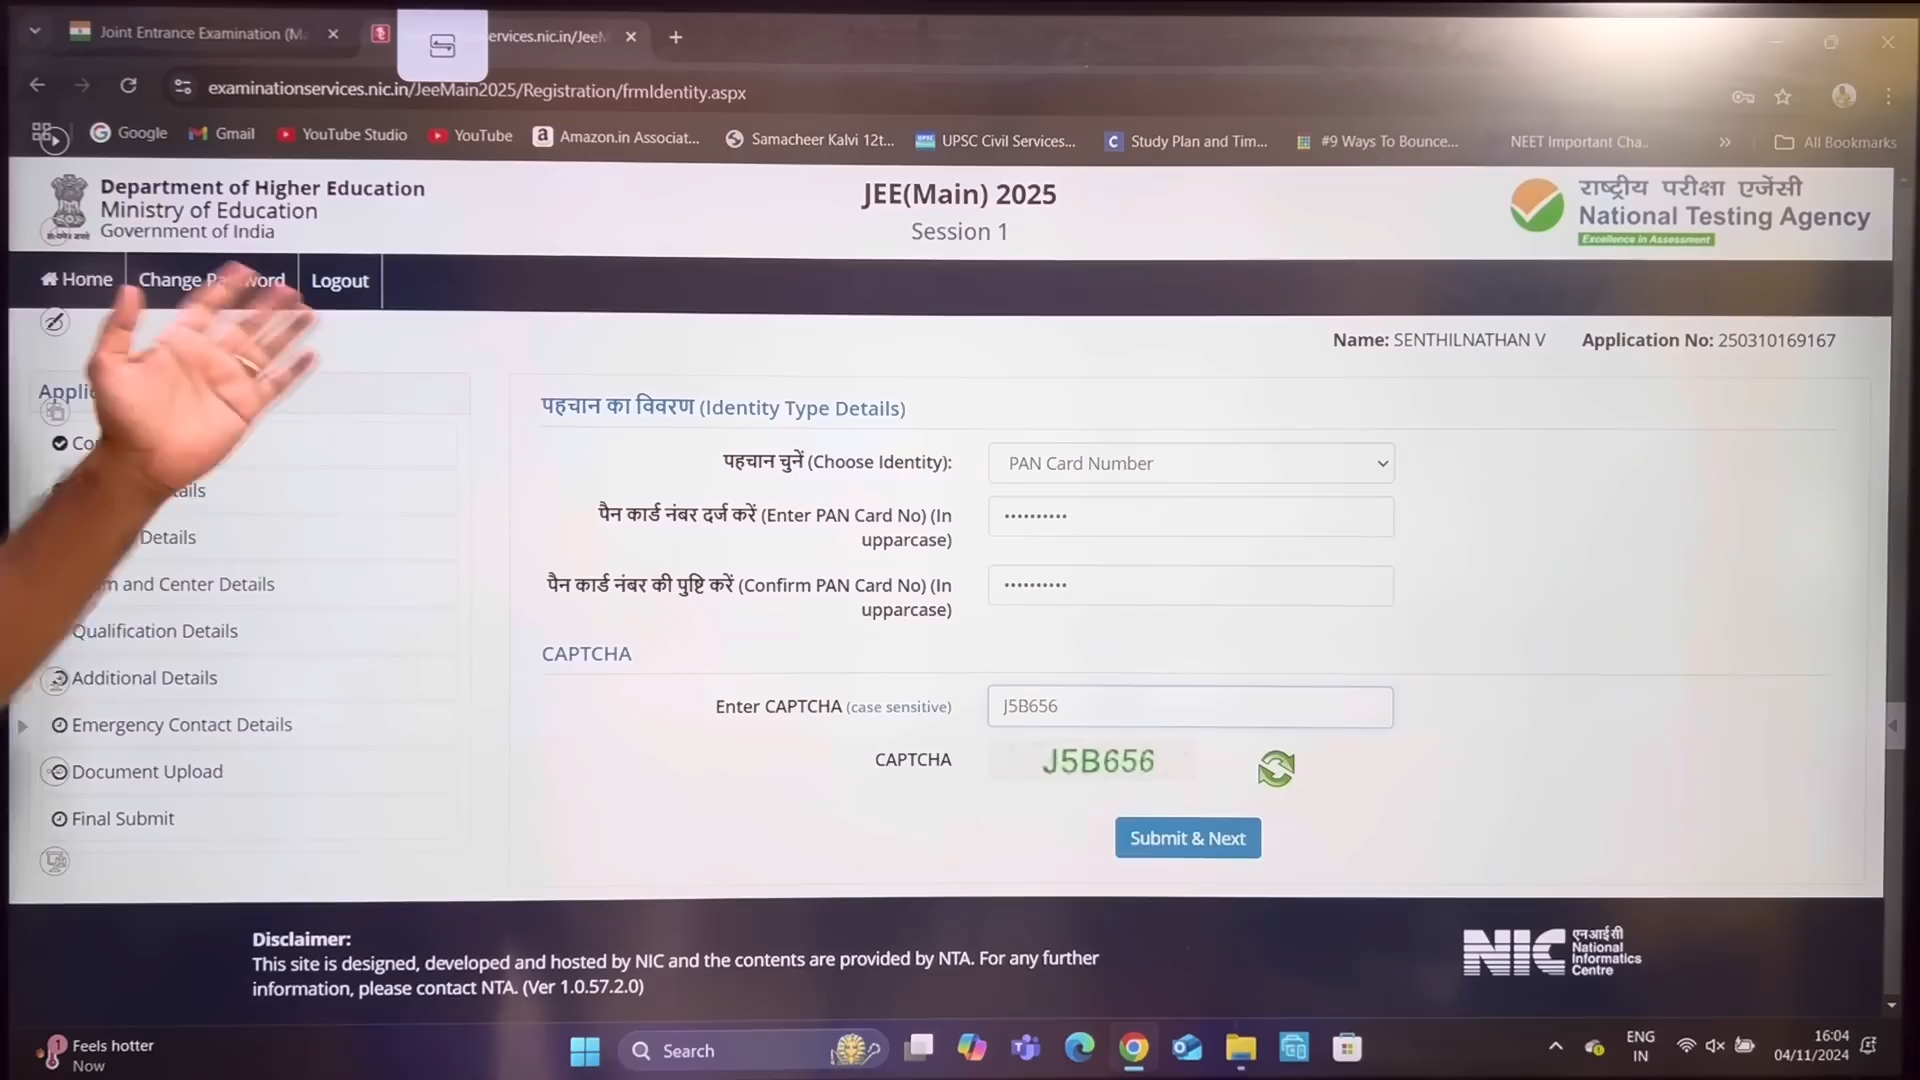 Joint Entrance Examination (M
ervices.nic.in/JeeM
examinationservices.nic.in/JeeMain2025/Registration/frmIdentity.aspx
Google
Gmail
YouTube Studio
YouTube
Amazon.in Associat...
Samacheer Kalvi 12t...
UPSC Civil Services...
Study Plan and Tim...
#9 Ways To Bounce...
NEET Important Cha..
All Bookmarks
Department of Higher Education
Ministry of Education
Government of India
JEE(Main) 2025
Session 1
राष्ट्रीय परीक्षा एजेंसी
National Testing Agency
Excellence in Assessment
Home
Change Password
Logout
Name: SENTHILNATHAN V
Application No: 250310169167
पहचान का विवरण (Identity Type Details)
पहचान चुनें (Choose Identity):
PAN Card Number
पैन कार्ड नंबर दर्ज करें (Enter PAN Card No) (In
upparcase)
••••••••••
पैन कार्ड नंबर की पुष्टि करें (Confirm PAN Card No) (In
upparcase)
••••••••••
CAPTCHA
Enter CAPTCHA (case sensitive)
J5B656
CAPTCHA
J5B656
Submit & Next
Details
and Center Details
Qualification Details
Additional Details
Emergency Contact Details
Document Upload
Final Submit
Disclaimer:
This site is designed, developed and hosted by NIC and the contents are provided by NTA. For any further
information, please contact NTA. (Ver 1.0.57.2.0)
NIC
एनआईसी
National
Informatics
Centre
1
Feels hotter
Now
Search
ENG
IN
16:04
04/11/2024